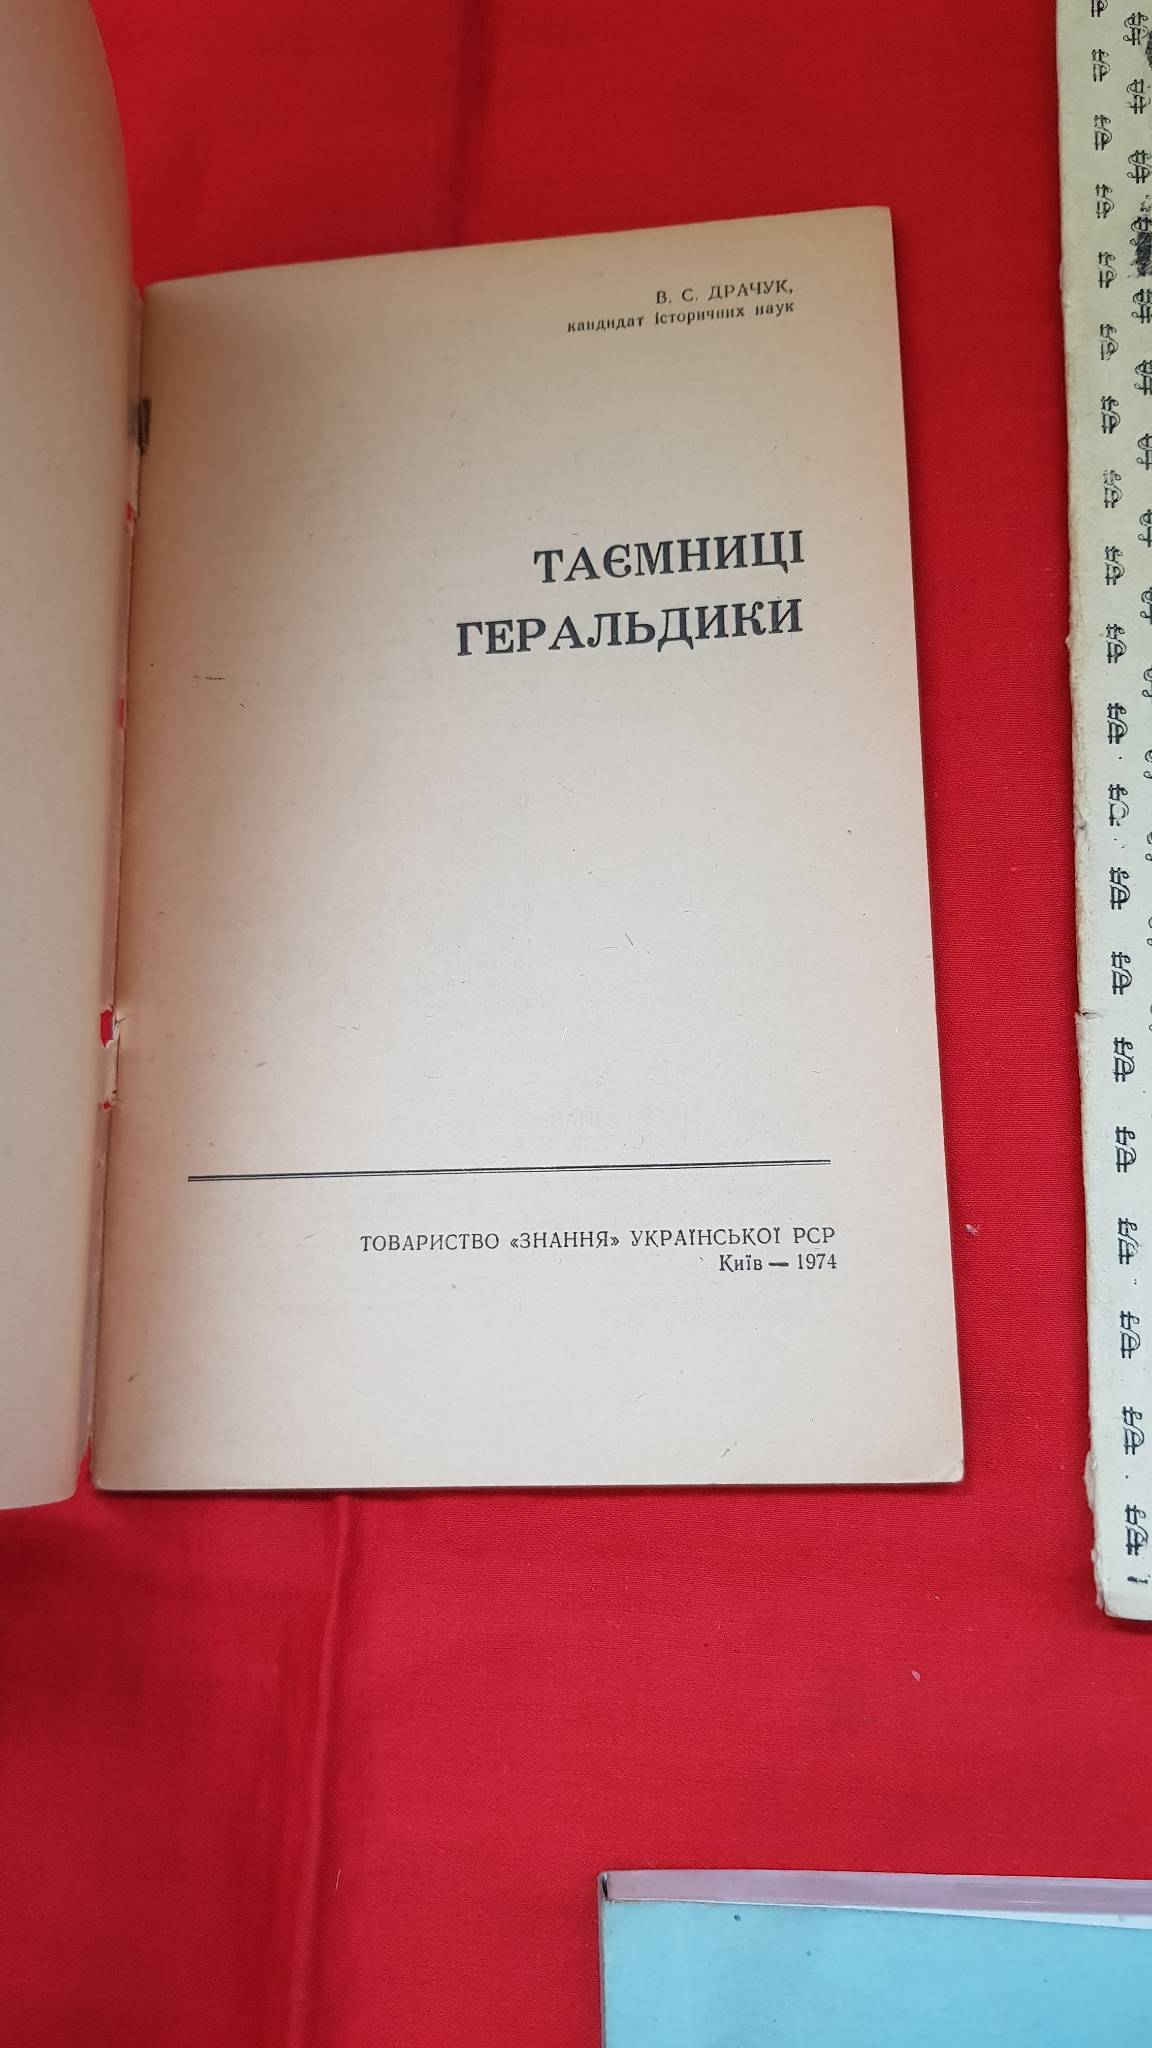 В. С. ДРАЧУК,
кандидат історичних наук
ТАЄМНИЦІ
ГЕРАЛЬДИКИ
ТОВАРИСТВО «ЗНАННЯ» УКРАЇНСЬКОЇ РСР
Київ — 1974